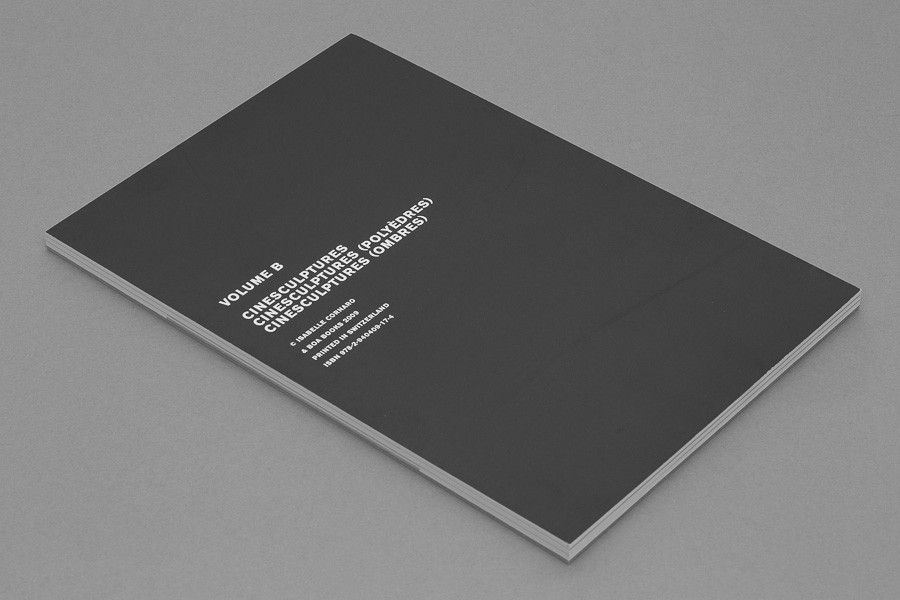 VOLUME B
CINESCULPTURES
CINESCULPTURES (POLYÈDRES)
CINESCULPTURES (OMBRES)
© ISABELLE CORNARO
& BOA BOOKS 2009
PRINTED IN SWITZERLAND
ISBN 978-2-940409-17-4